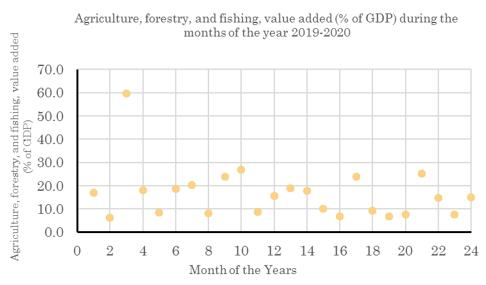 Agriculture, forestry, and fishing, value added (% of GDP) during the
months of the year 2019-2020
Agriculture, forestry, and fishing, value added
(% of GDP)
70.0
60.0
50.0
40.0
30.0
20.0
10.0
0.0
0 2 4 6 8 10 12 14 16 18 20 22 24
Month of the Years